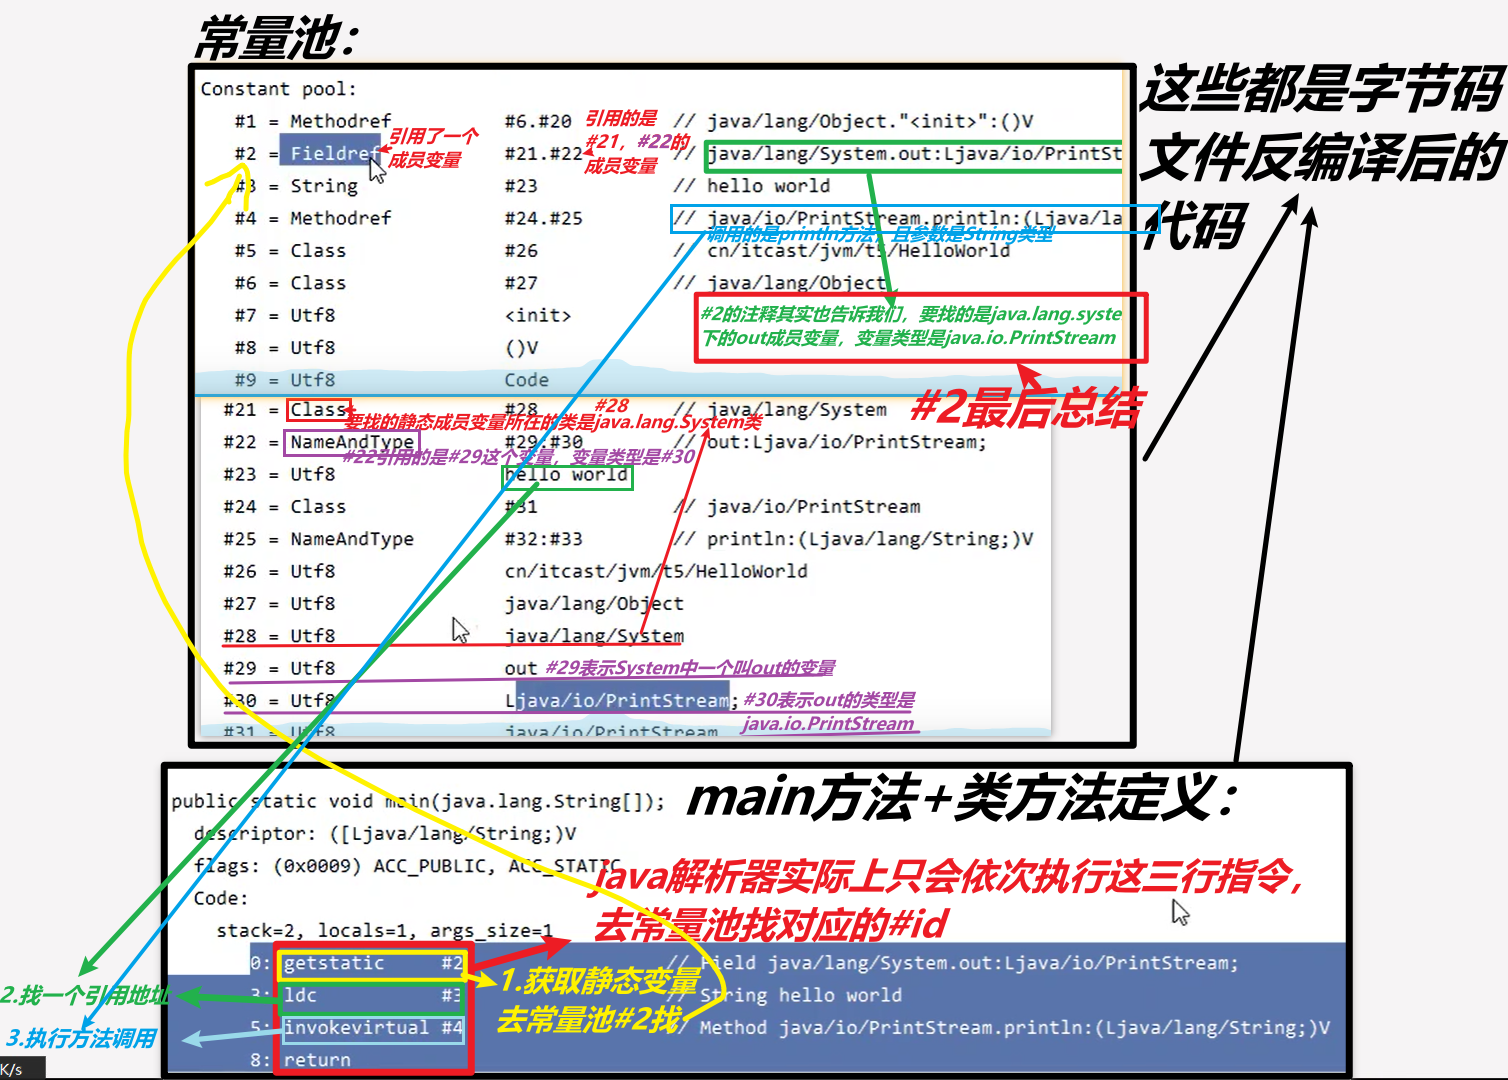 常量池：
这些都是字节码
文件反编译后的
代码
Constant pool:
#1 = Methodref #6.#20 // java/lang/Object."<init>":()V
引用了一个
成员变量
引用的是
#21，#22的
成员变量
#2 = Fieldref #21.#22 // java/lang/System.out:Ljava/io/PrintSt
#3 = String #23 // hello world
#4 = Methodref #24.#25 // java/io/PrintStream.println:(Ljava/la
调用的是println方法，且参数是String类型
#5 = Class #26 // cn/itcast/jvm/t5/HelloWorld
#6 = Class #27 // java/lang/Object
#7 = Utf8 <init>
#2的注释其实也告诉我们，要找的是java.lang.syste
下的out成员变量，变量类型是java.io.PrintStream
#8 = Utf8 ()V
#9 = Utf8 Code
#2最后总结
#21 = Class #28 // java/lang/System
#28
要找的静态成员变量所在的类是java.lang.System类
#22 = NameAndType #29:#30 // out:Ljava/io/PrintStream;
#22引用的是#29这个变量，变量类型是#30
#23 = Utf8 hello world
#24 = Class #31 // java/io/PrintStream
#25 = NameAndType #32:#33 // println:(Ljava/lang/String;)V
#26 = Utf8 cn/itcast/jvm/t5/HelloWorld
#27 = Utf8 java/lang/Object
#28 = Utf8 java/lang/System
#29 = Utf8 out
#29表示System中一个叫out的变量
#30 = Utf8 Ljava/io/PrintStream;
#30表示out的类型是
java.io.PrintStream
#31 = Utf8 java/io/PrintStream
main方法+类方法定义：
public static void main(java.lang.String[]);
descriptor: ([Ljava/lang/String;)V
flags: (0x0009) ACC_PUBLIC, ACC_STATIC
java解析器实际上只会依次执行这三行指令，
去常量池找对应的#id
Code:
stack=2, locals=1, args_size=1
0: getstatic #2 // Field java/lang/System.out:Ljava/io/PrintStream;
1.获取静态变量
去常量池#2找
3: ldc #3 // String hello world
2.找一个引用地址
5: invokevirtual #4 // Method java/io/PrintStream.println:(Ljava/lang/String;)V
3.执行方法调用
8: return
K/s